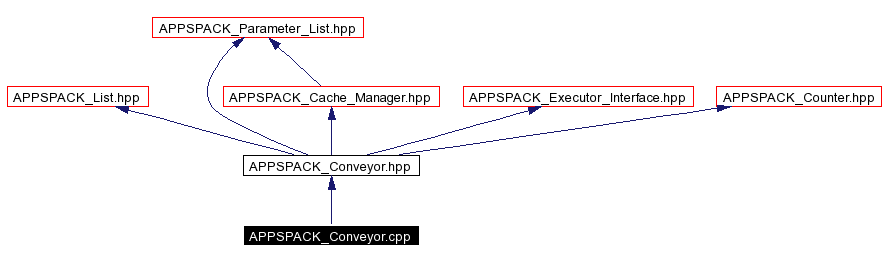 APPSPACK_Parameter_List.hpp
APPSPACK_List.hpp
APPSPACK_Cache_Manager.hpp
APPSPACK_Executor_Interface.hpp
APPSPACK_Counter.hpp
APPSPACK_Conveyor.hpp
APPSPACK_Conveyor.cpp